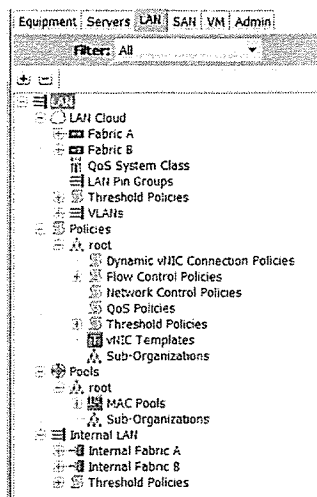 Equipment Servers LAN SAN VM Admin
Filter: All
LAN
LAN Cloud
Fabric A
Fabric B
QoS System Class
LAN Pin Groups
Threshold Policies
VLANs
Policies
root
Dynamic vNIC Connection Policies
Flow Control Policies
Network Control Policies
QoS Policies
Threshold Policies
vNIC Templates
Sub-Organizations
Pools
root
MAC Pools
Sub-Organizations
Internal LAN
Internal Fabric A
Internal Fabric B
Threshold Policies